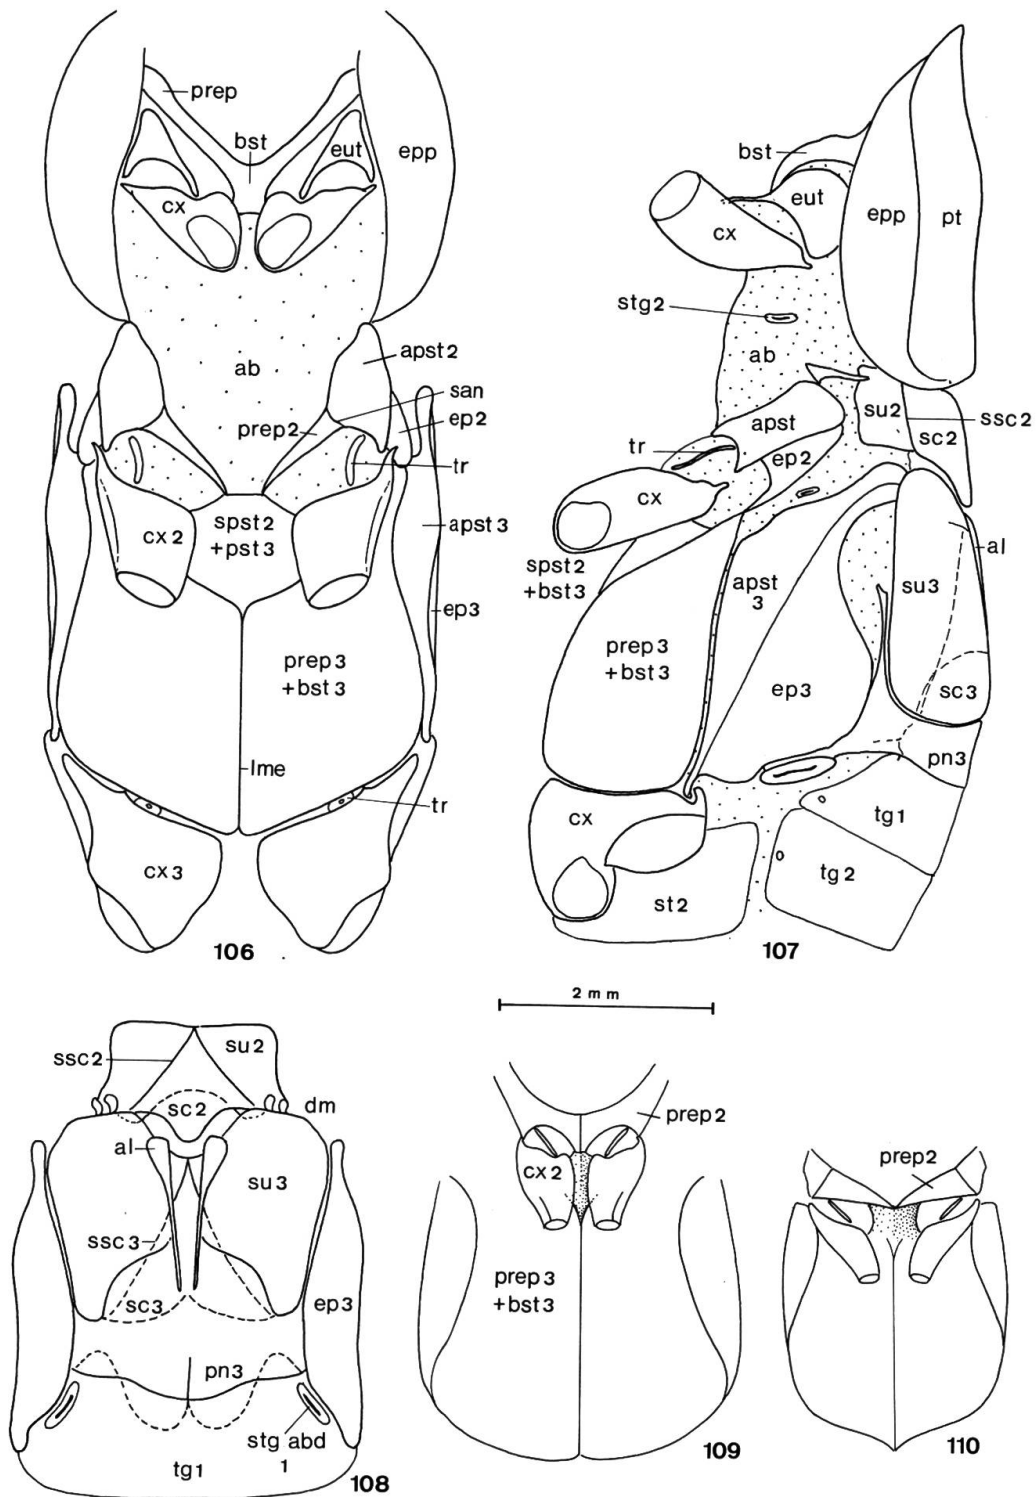 prep
bst
eut
epp
cx
ab
apst2
san
prep2
ep2
tr
cx2
spst2
+pst3
apst3
ep3
prep3
+bst3
lme
tr
cx3
106
bst
eut
cx
epp
pt
stg2
ab
apst
su2
ssc2
sc2
tr
ep2
cx
spst2
+bst3
apst
3
al
su3
prep3
+bst3
ep3
sc3
pn3
cx
tg1
tg2
st2
107
2 mm
ssc2
su2
sc2
dm
al
su3
ssc3
sc3
ep3
pn3
stg abd
1
tg1
108
prep2
cx2
prep3
+bst3
109
prep2
110